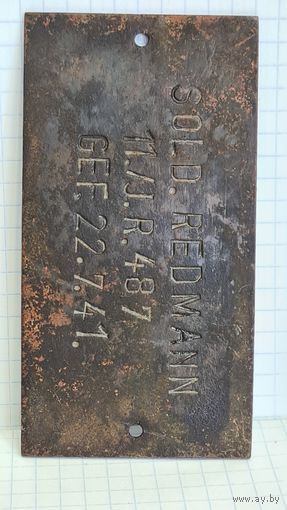 SOLD. REDMANN
11./J.R. 487
GEF. 22.7.41.
www.ay.by